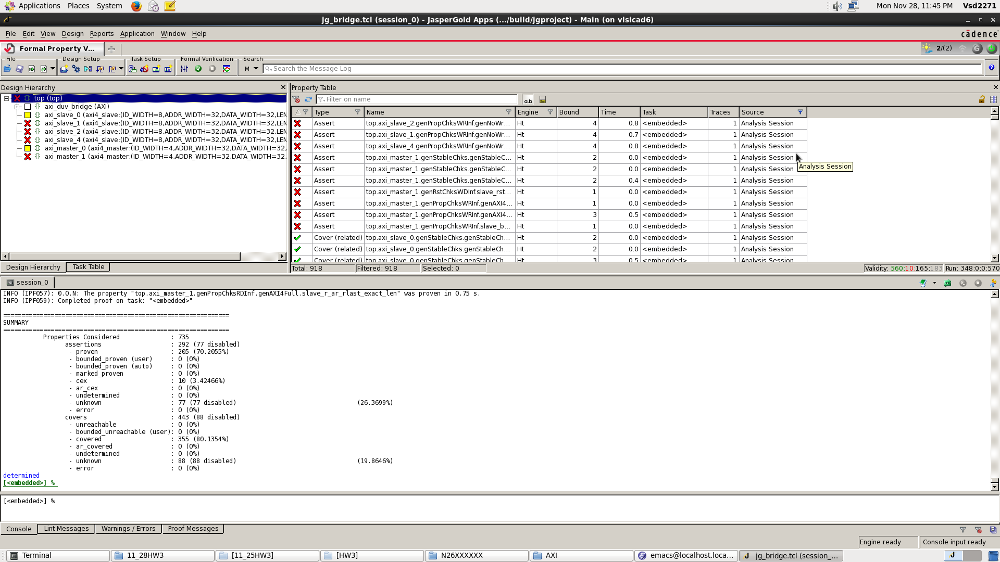 Applications Places System Mon Nov 28, 11:45 PM Vsd2271
jg_bridge.tcl (session_0) - JasperGold Apps (.../build/jgproject) - Main (on vlsicad6)
File Edit View Design Reports Application Window Help cādence
Formal Property V... 2/(2)
File Design Setup Task Setup Formal Verification Search
M Search the Message Log
Design Hierarchy
top (top)
axi_duv_bridge (AXI)
axi_slave_0 (axi4_slave:(ID_WIDTH=8,ADDR_WIDTH=32,DATA_WIDTH=32,LEN
axi_slave_1 (axi4_slave:(ID_WIDTH=8,ADDR_WIDTH=32,DATA_WIDTH=32,LEN
axi_slave_2 (axi4_slave:(ID_WIDTH=8,ADDR_WIDTH=32,DATA_WIDTH=32,LEN
axi_slave_4 (axi4_slave:(ID_WIDTH=8,ADDR_WIDTH=32,DATA_WIDTH=32,LEN
axi_master_0 (axi4_master:(ID_WIDTH=4,ADDR_WIDTH=32,DATA_WIDTH=32,
axi_master_1 (axi4_master:(ID_WIDTH=4,ADDR_WIDTH=32,DATA_WIDTH=32,
Design Hierarchy Task Table
Property Table
Filter on name a.b
Type Name Engine Bound Time Task Traces Source
Assert top.axi_slave_2.genPropChksWRInf.genNoWr... Ht 4 0.8 <embedded> 1 Analysis Session
Assert top.axi_slave_1.genPropChksWRInf.genNoWr... Ht 4 0.7 <embedded> 1 Analysis Session
Assert top.axi_slave_4.genPropChksWRInf.genNoWr... Ht 4 0.8 <embedded> 1 Analysis Session
Assert top.axi_master_1.genStableChks.genStableC... Ht 2 0.0 <embedded> 1 Analysis Session
Assert top.axi_master_1.genStableChks.genStableC... Ht 2 0.0 <embedded> 1 Analysis Session
Analysis Session
Assert top.axi_master_1.genStableChks.genStableC... Ht 2 0.4 <embedded> 1 Analysis Session
Assert top.axi_master_1.genRstChksWDInf.slave_rst... Ht 1 0.0 <embedded> 1 Analysis Session
Assert top.axi_master_1.genPropChksWRInf.genAXI4... Ht 1 0.0 <embedded> 1 Analysis Session
Assert top.axi_master_1.genPropChksWRInf.genAXI4... Ht 3 0.5 <embedded> 1 Analysis Session
Assert top.axi_master_1.genPropChksWRInf.slave_b... Ht 1 0.0 <embedded> 1 Analysis Session
Cover (related) top.axi_slave_0.genStableChks.genStableCh... Ht 2 0.0 <embedded> 1 Analysis Session
Cover (related) top.axi_slave_0.genStableChks.genStableCh... Ht 2 0.0 <embedded> 1 Analysis Session
Cover (related) top.axi_slave_0.genStableChks.genStableCh Ht 3 0.5 <embedded> 1 Analysis Session
Total: 918 Filtered: 918 Selected: 0 Validity: 560:10:165:183 Run: 348:0:0:570
session_0
INFO (IPF057): 0.0.N: The property "top.axi_master_1.genPropChksRDInf.genAXI4Full.slave_r_ar_rlast_exact_len" was proven in 0.75 s.
INFO (IPF059): Completed proof on task: "<embedded>"
==============================================================
SUMMARY
==============================================================
Properties Considered : 735
assertions : 292 (77 disabled)
- proven : 205 (70.2055%)
- bounded_proven (user) : 0 (0%)
- bounded_proven (auto) : 0 (0%)
- marked_proven : 0 (0%)
- cex : 10 (3.42466%)
- ar_cex : 0 (0%)
- undetermined : 0 (0%)
- unknown : 77 (77 disabled) (26.3699%)
- error : 0 (0%)
covers : 443 (88 disabled)
- unreachable : 0 (0%)
- bounded_unreachable (user): 0 (0%)
- covered : 355 (80.1354%)
- ar_covered : 0 (0%)
- undetermined : 0 (0%)
- unknown : 88 (88 disabled) (19.8646%)
- error : 0 (0%)
determined
[<embedded>] %
[<embedded>] %
Console Lint Messages Warnings / Errors Proof Messages
Engine ready Console input ready
Terminal 11_28HW3 [11_25HW3] [HW3] N26XXXXXX AXI emacs@localhost.loca... jg_bridge.tcl (session_...